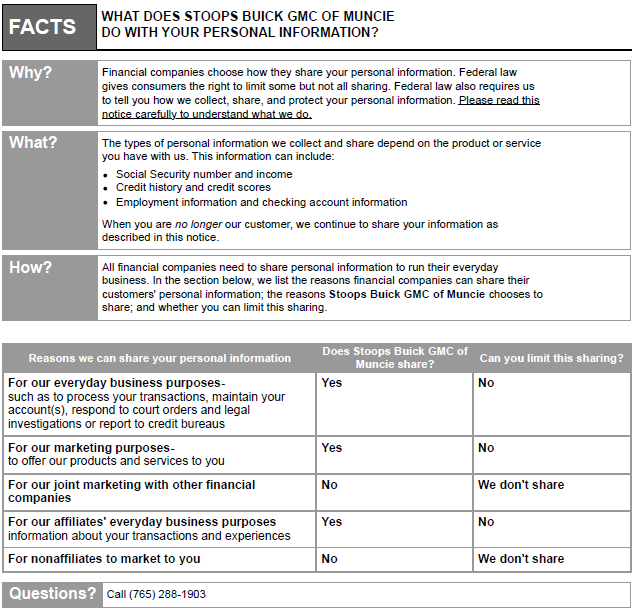 FACTS
WHAT DOES STOOPS BUICK GMC OF MUNCIE
DO WITH YOUR PERSONAL INFORMATION?
Why?
Financial companies choose how they share your personal information. Federal law
gives consumers the right to limit some but not all sharing. Federal law also requires us
to tell you how we collect, share, and protect your personal information. Please read this
notice carefully to understand what we do.
What?
The types of personal information we collect and share depend on the product or service
you have with us. This information can include:
• Social Security number and income
• Credit history and credit scores
• Employment information and checking account information
When you are no longer our customer, we continue to share your information as
described in this notice.
How?
All financial companies need to share personal information to run their everyday
business. In the section below, we list the reasons financial companies can share their
customers' personal information; the reasons Stoops Buick GMC of Muncie chooses to
share; and whether you can limit this sharing.
Reasons we can share your personal information
Does Stoops Buick GMC of
Muncie share?
Can you limit this sharing?
For our everyday business purposes-
such as to process your transactions, maintain your
account(s), respond to court orders and legal
investigations or report to credit bureaus
Yes
No
For our marketing purposes-
to offer our products and services to you
Yes
No
For our joint marketing with other financial
companies
No
We don't share
For our affiliates' everyday business purposes
information about your transactions and experiences
Yes
No
For nonaffiliates to market to you
No
We don't share
Questions?
Call (765) 288-1903